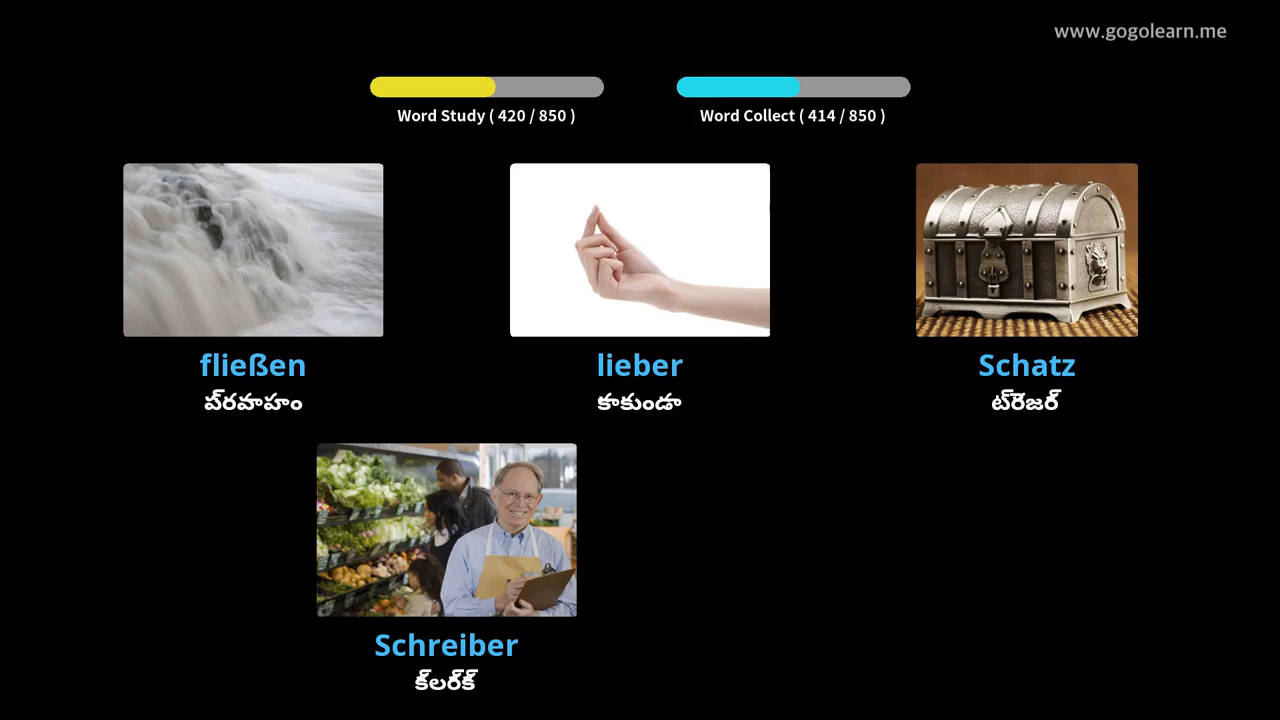 www.gogolearn.me
Word Study ( 420 / 850 )
Word Collect ( 414 / 850 )
fließen
ప్రవాహం
lieber
కాకుండా
Schatz
ట్రెజర్
Schreiber
క్లర్క్